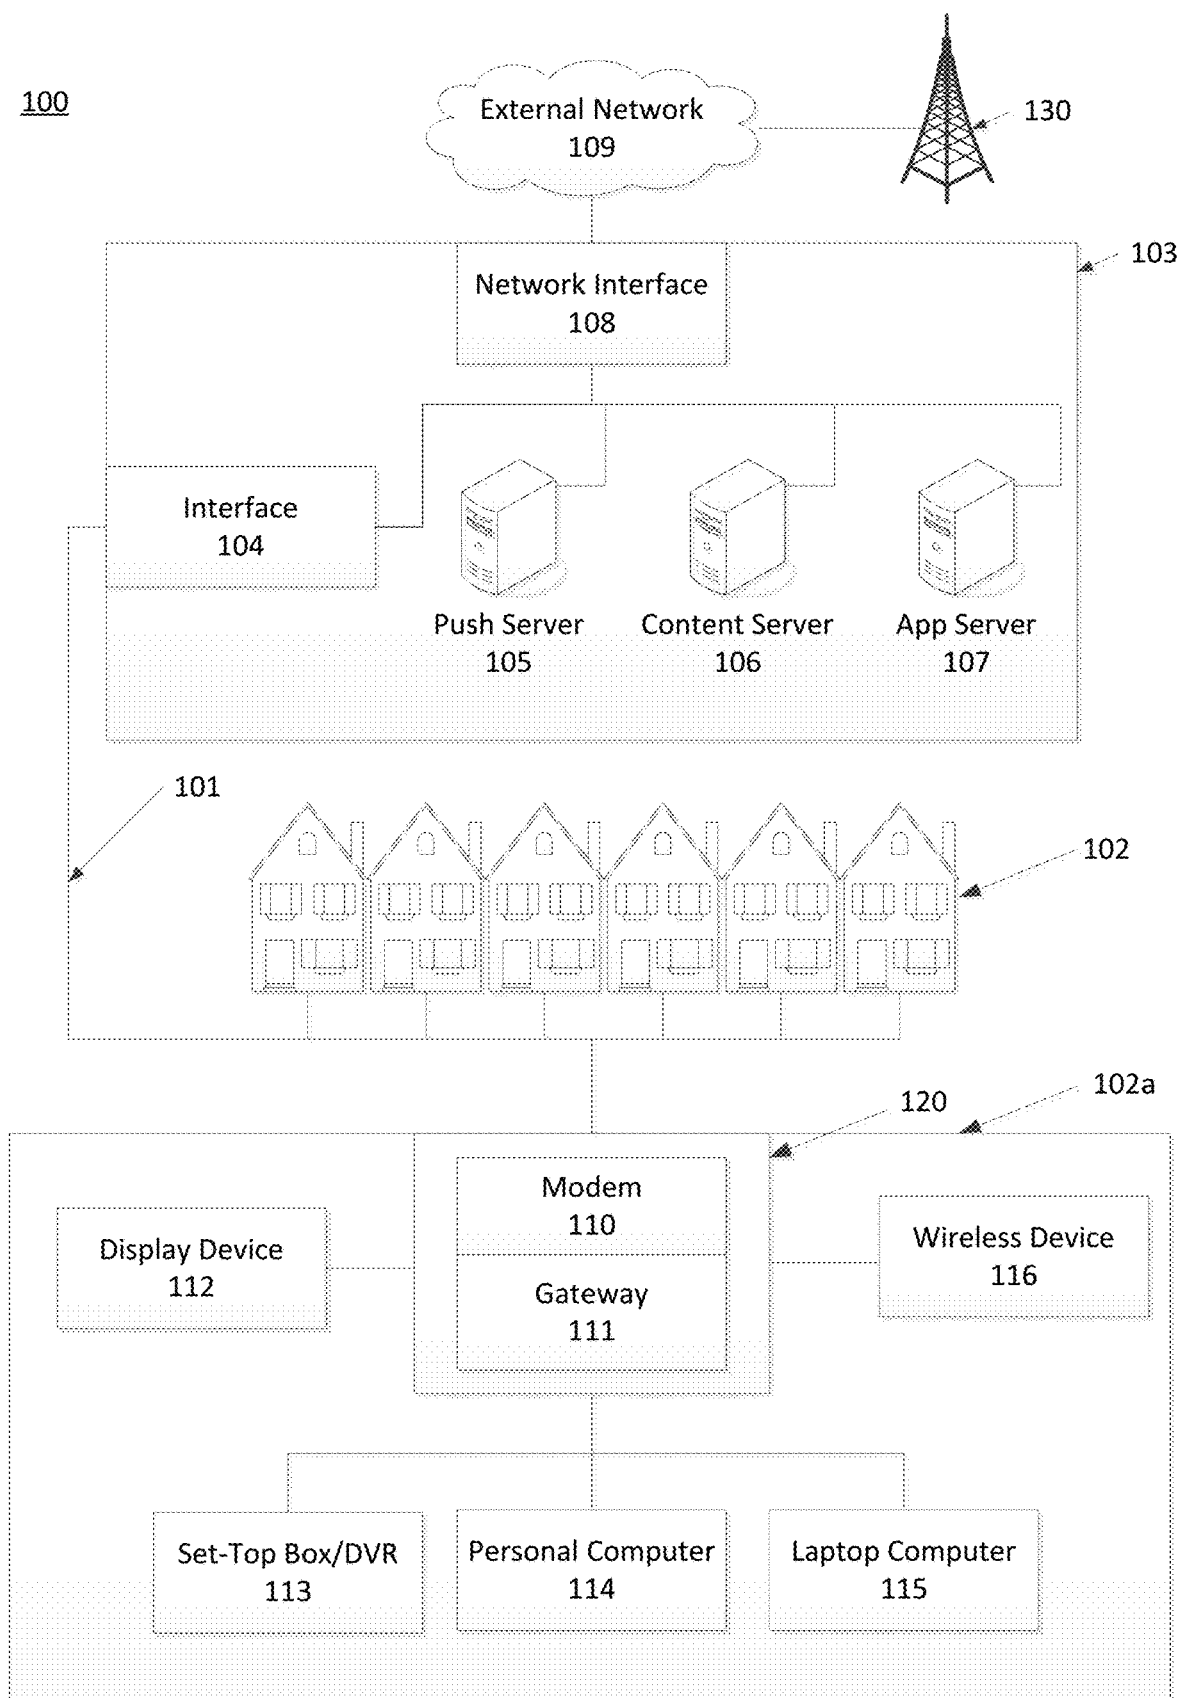 100
External Network
109
130
103
Network Interface
108
Interface
104
Push Server
105
Content Server
106
App Server
107
101
102
102a
120
Modem
110
Gateway
111
Display Device
112
Wireless Device
116
Set-Top Box/DVR
113
Personal Computer
114
Laptop Computer
115